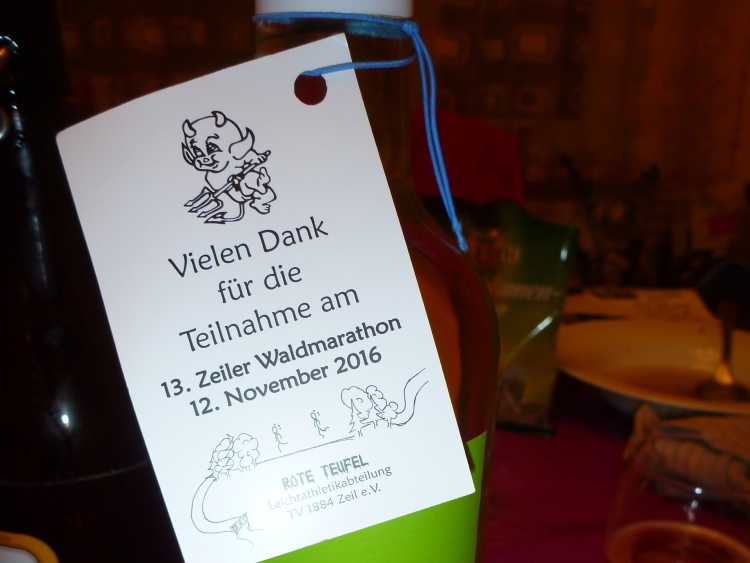 Vielen Dank
für die
Teilnahme am
13. Zeiler Waldmarathon
12. November 2016
ROTE TEUFEL
Leichtathletikabteilung
TV 1884 Zeil e.V.